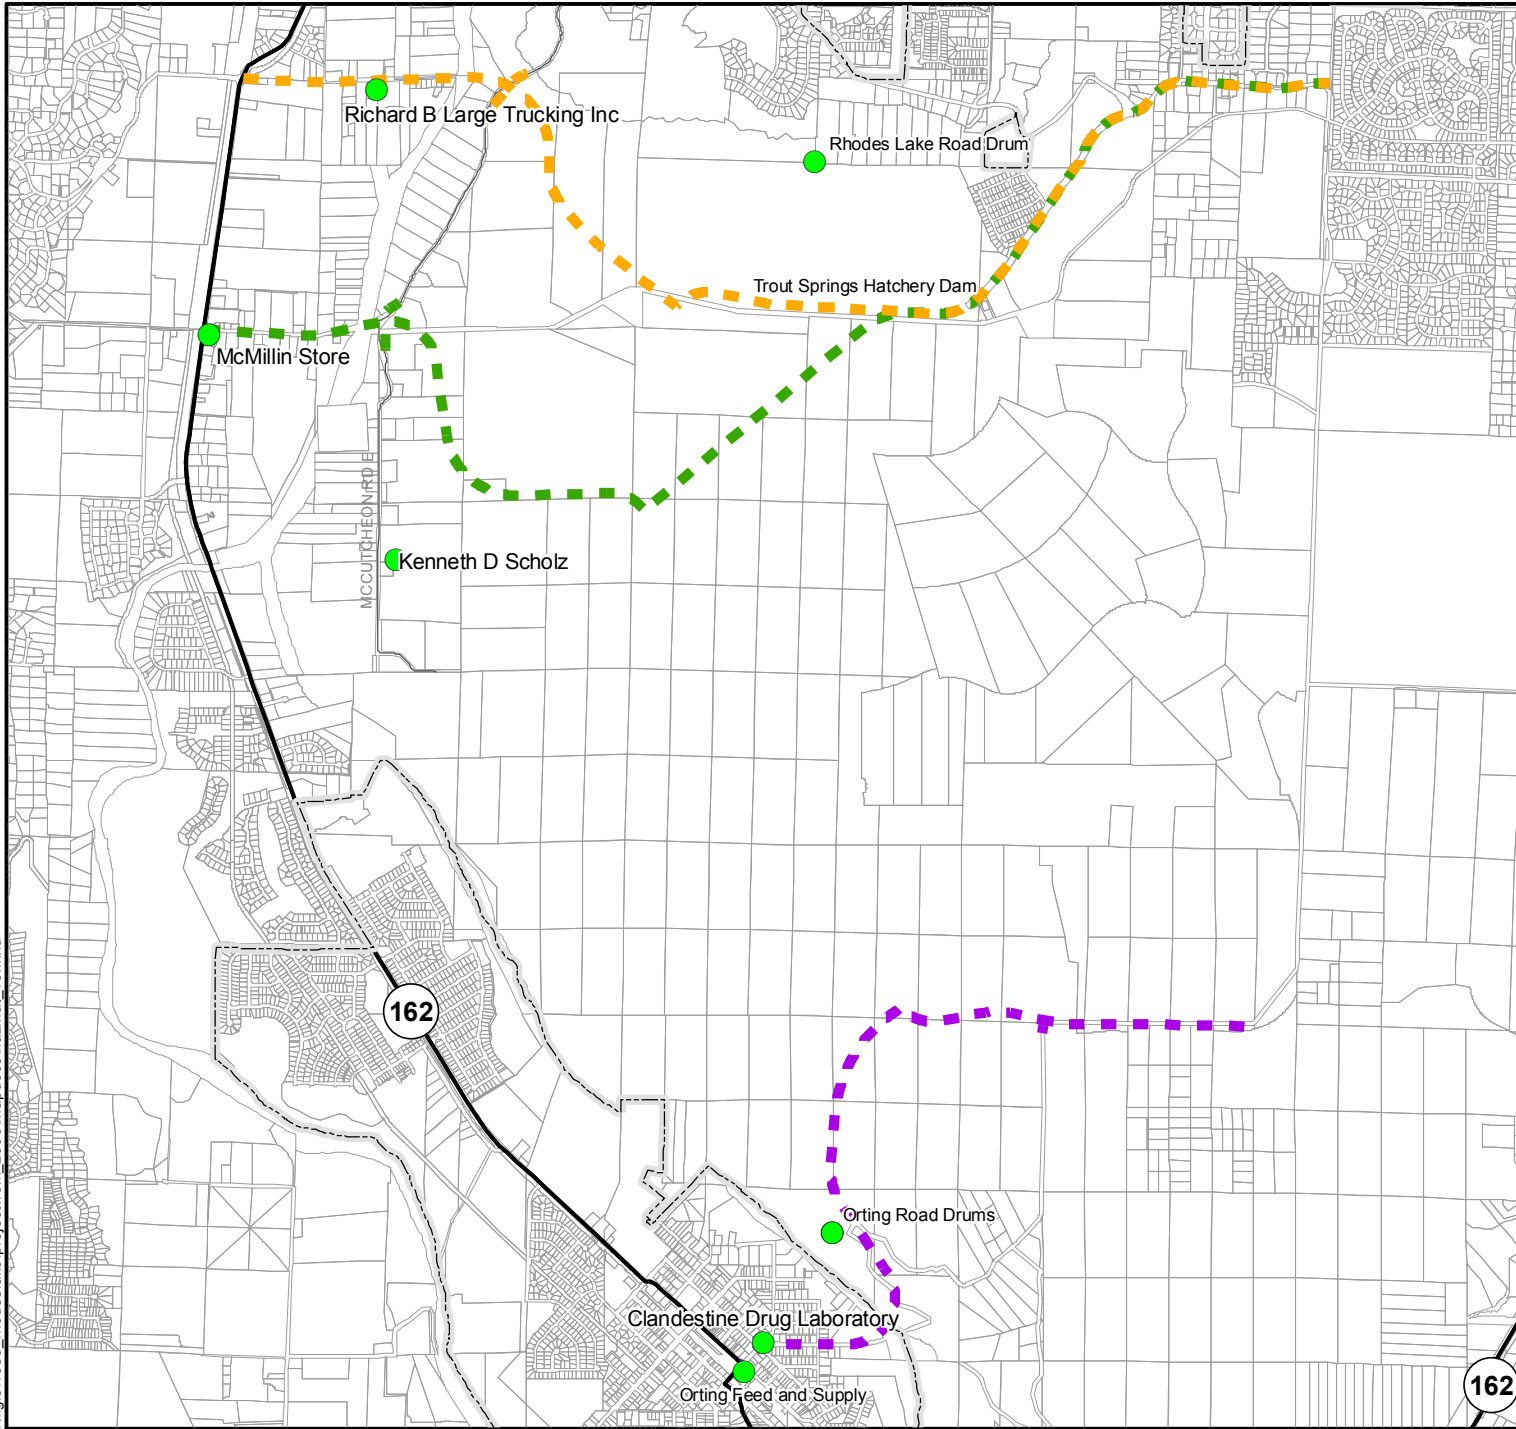 Richard B Large Trucking Inc
Rhodes Lake Road Drum
Trout Springs Hatchery Dam
McMillin Store
MCCUTCHEON RD E
Kenneth D Scholz
162
Orting Road Drums
Clandestine Drug Laboratory
Orting Feed and Supply
162